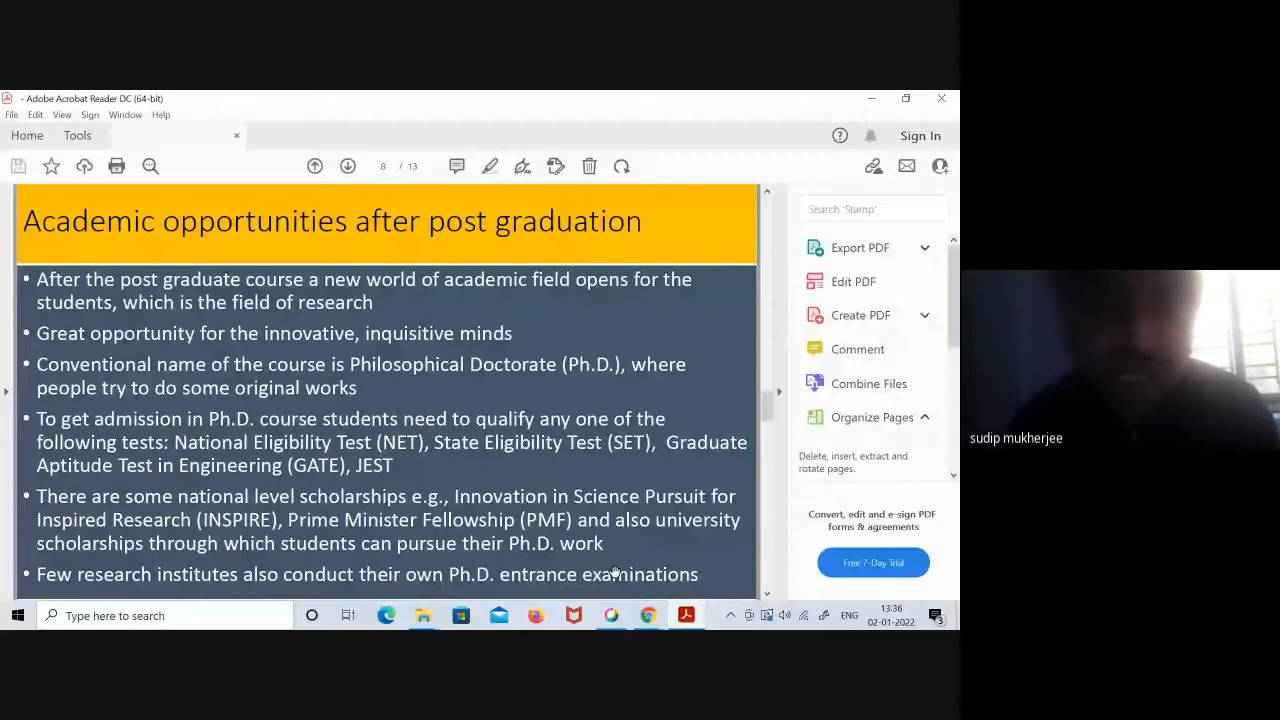 - Adobe Acrobat Reader DC (64-bit)
File Edit View Sign Window Help
Home Tools
Sign In
8 / 13
Academic opportunities after post graduation
• After the post graduate course a new world of academic field opens for the
students, which is the field of research
• Great opportunity for the innovative, inquisitive minds
• Conventional name of the course is Philosophical Doctorate (Ph.D.), where
people try to do some original works
• To get admission in Ph.D. course students need to qualify any one of the
following tests: National Eligibility Test (NET), State Eligibility Test (SET), Graduate
Aptitude Test in Engineering (GATE), JEST
• There are some national level scholarships e.g., Innovation in Science Pursuit for
Inspired Research (INSPIRE), Prime Minister Fellowship (PMF) and also university
scholarships through which students can pursue their Ph.D. work
• Few research institutes also conduct their own Ph.D. entrance examinations
Search 'Stamp'
Export PDF
Edit PDF
Create PDF
Comment
Combine Files
Organize Pages
Delete, insert, extract and
rotate pages.
Convert, edit and e-sign PDF
forms & agreements
Free 7-Day Trial
sudip mukherjee
Type here to search
ENG
13:36
02-01-2022
3